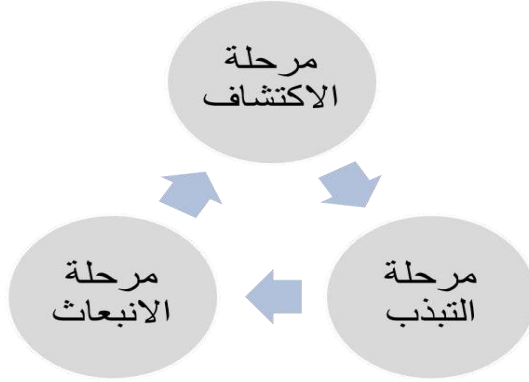 مرحلة
الاكتشاف
مرحلة
التبذب
مرحلة
الانبعاث